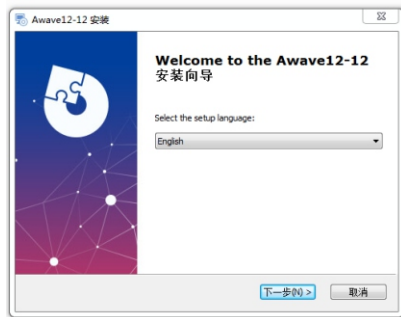 Awave12-12 安装
Welcome to the Awave12-12
安装向导
Select the setup language:
English
下一步(N) >
取消